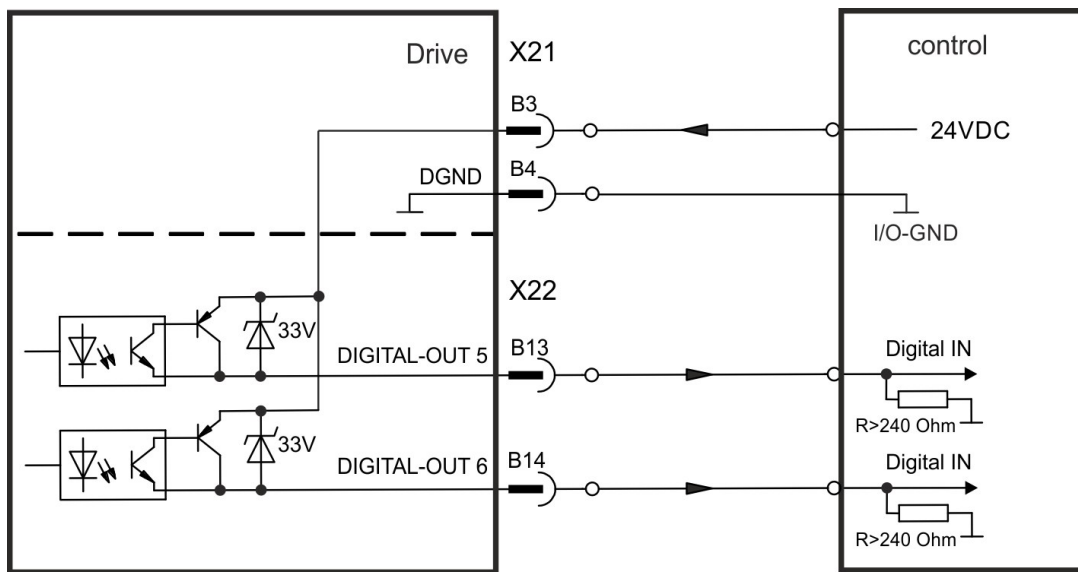 Drive
X21
control
B3
24VDC
DGND
B4
I/O-GND
X22
33V
DIGITAL-OUT 5
B13
Digital IN
R>240 Ohm
33V
DIGITAL-OUT 6
B14
Digital IN
R>240 Ohm